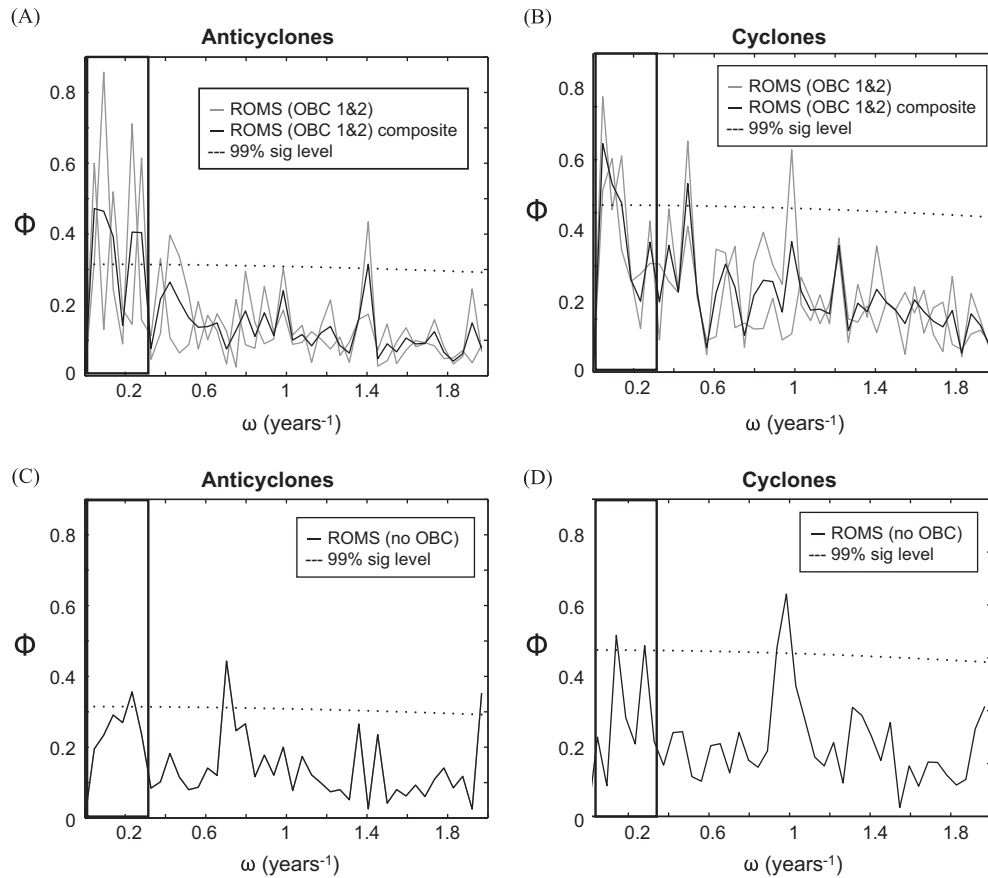 (A)
Anticyclones
ROMS (OBC 1&2)
ROMS (OBC 1&2) composite
--- 99% sig level
0.8
0.6
0.4
0.2
0
Φ
0.2 0.6 1 1.4 1.8
ω (years-1)
(B)
Cyclones
ROMS (OBC 1&2)
ROMS (OBC 1&2) composite
--- 99% sig level
0.8
0.6
0.4
0.2
0
Φ
0.2 0.6 1 1.4 1.8
ω (years-1)
(C)
Anticyclones
ROMS (no OBC)
--- 99% sig level
0.8
0.6
0.4
0.2
0
Φ
0.2 0.6 1 1.4 1.8
ω (years-1)
(D)
Cyclones
ROMS (no OBC)
--- 99% sig level
0.8
0.6
0.4
0.2
0
Φ
0.2 0.6 1 1.4 1.8
ω (years-1)